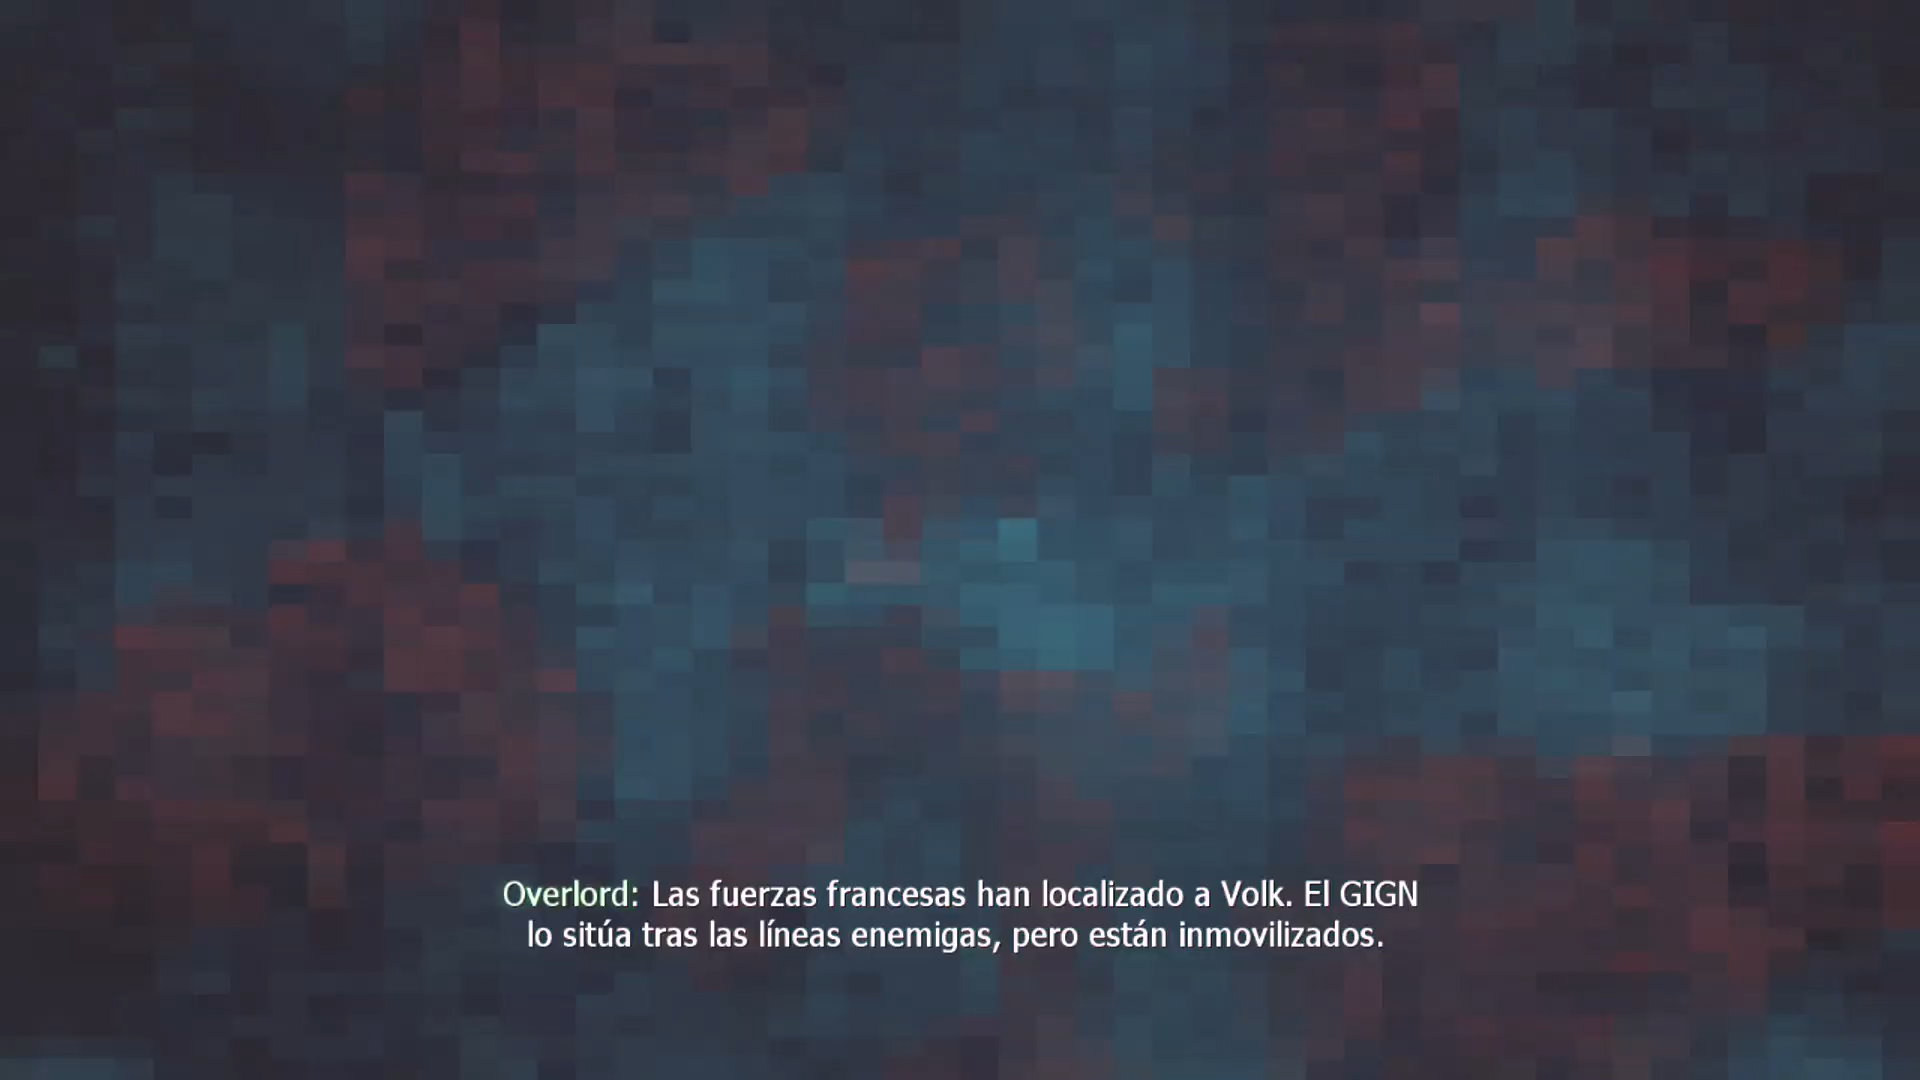 Overlord: Las fuerzas francesas han localizado a Volk. El GIGN
lo sitúa tras las líneas enemigas, pero están inmovilizados.